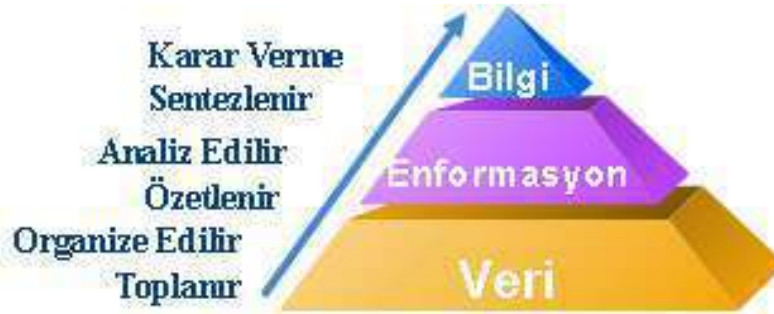 Karar Verme
Sentezlenir
Analiz Edilir
Özetlenir
Organize Edilir
Toplanır
Bilgi
Enformasyon
Veri